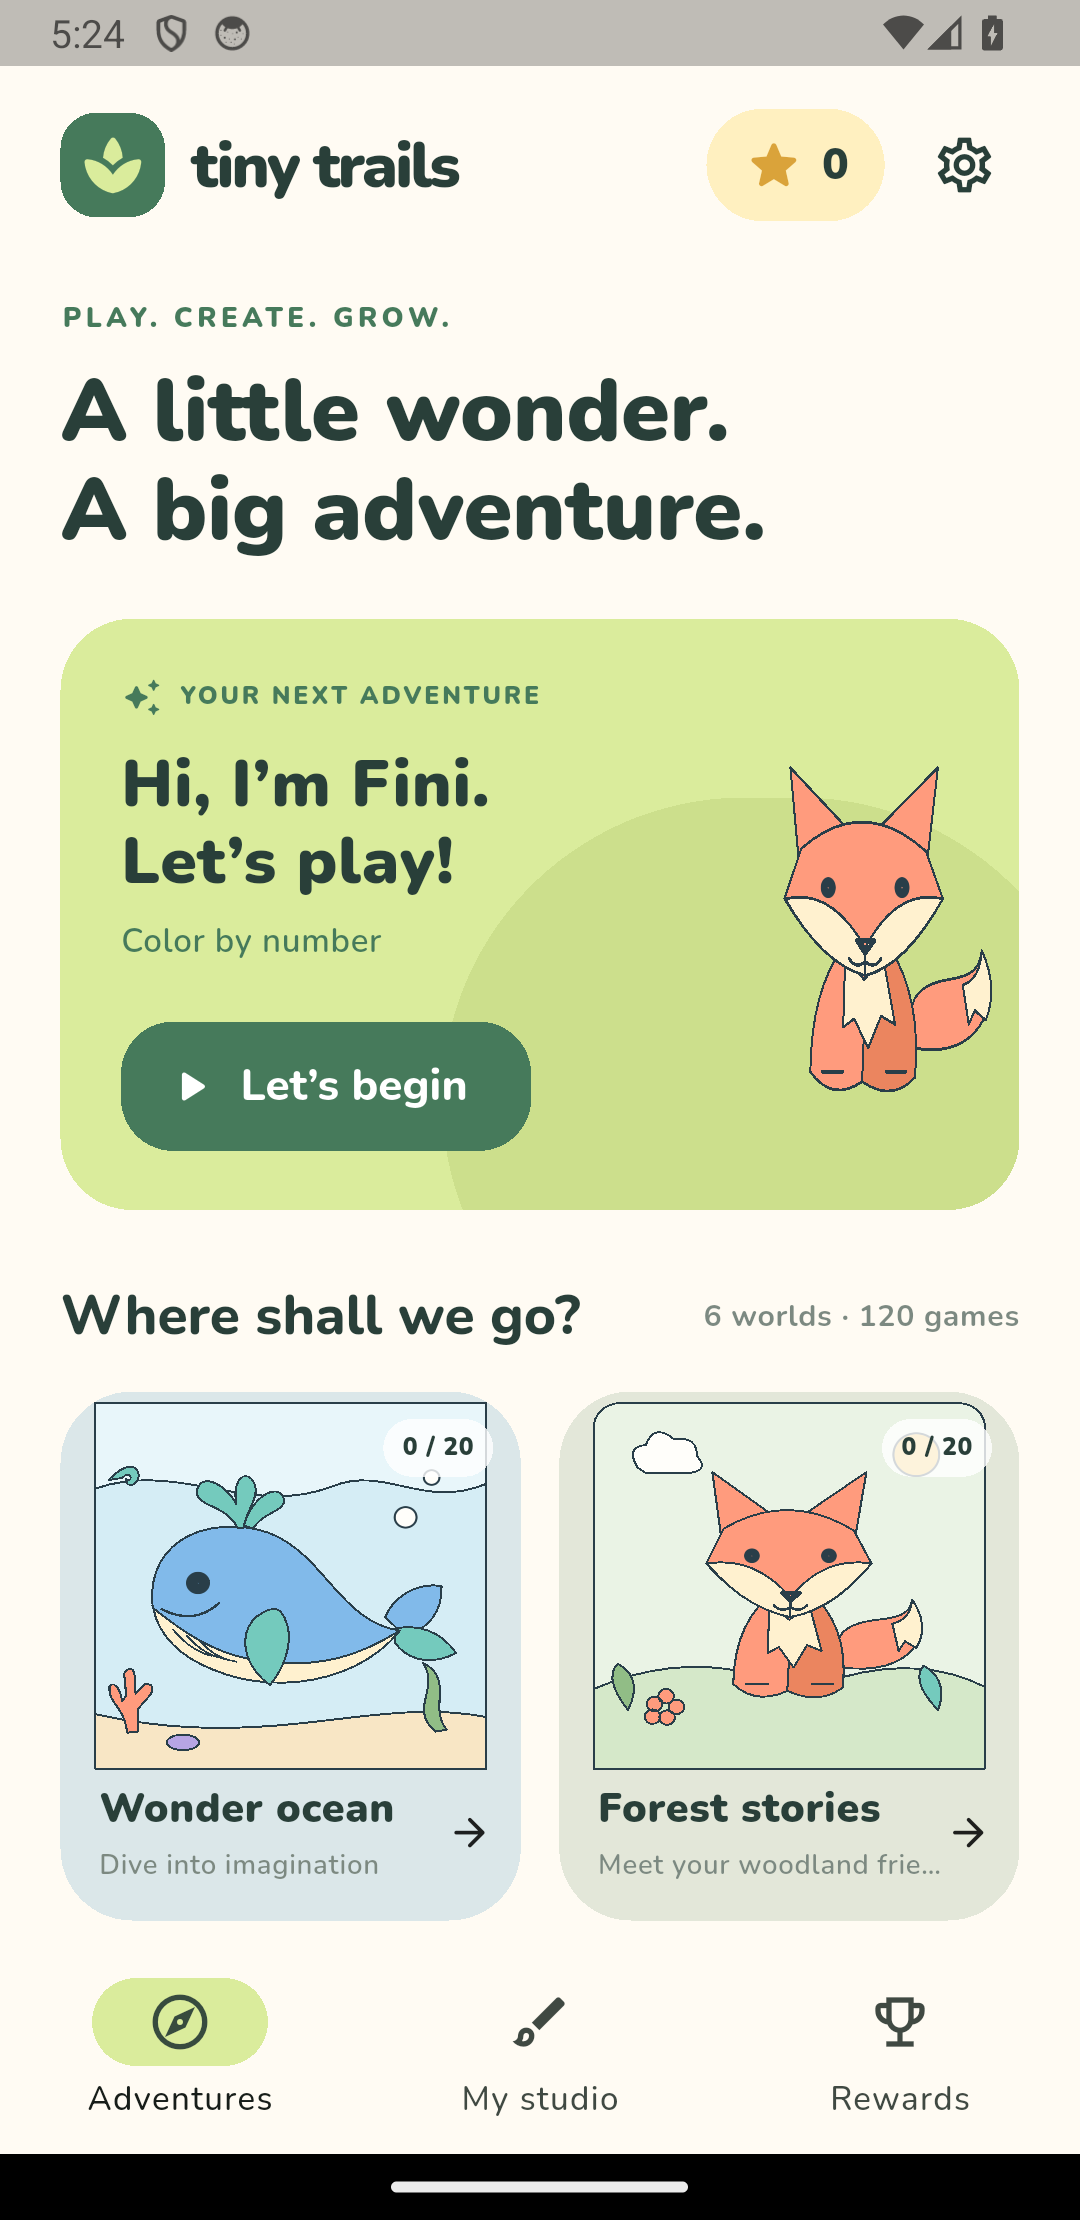 5:24
tiny trails
0
PLAY. CREATE. GROW.
A little wonder.
A big adventure.
YOUR NEXT ADVENTURE
Hi, I’m Fini.
Let’s play!
Color by number
Let’s begin
Where shall we go?
6 worlds · 120 games
0 / 20
0 / 20
Wonder ocean
Dive into imagination
Forest stories
Meet your woodland frie...
Adventures
My studio
Rewards